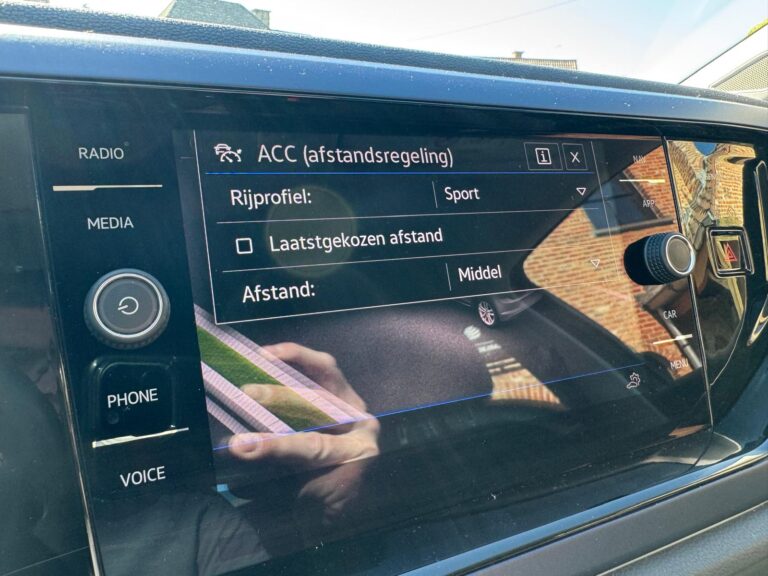 RADIO
MEDIA
PHONE
VOICE
ACC (afstandsregeling)
i X
Rijprofiel: Sport
Laatstgekozen afstand
Afstand: Middel
NAV
APP
CAR
MENU